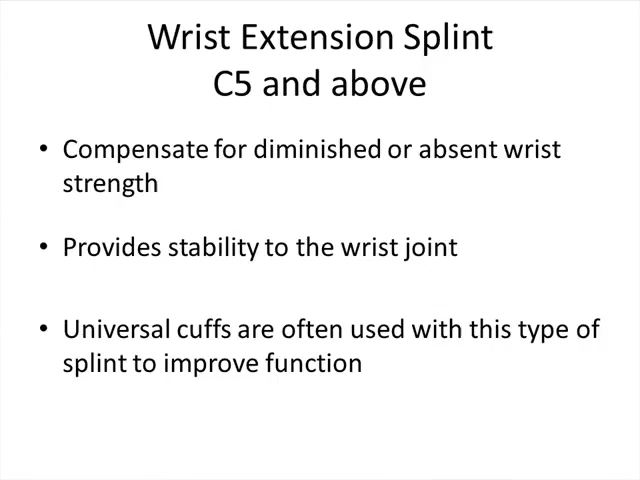 Wrist Extension Splint
C5 and above
• Compensate for diminished or absent wrist
strength
• Provides stability to the wrist joint
• Universal cuffs are often used with this type of
splint to improve function